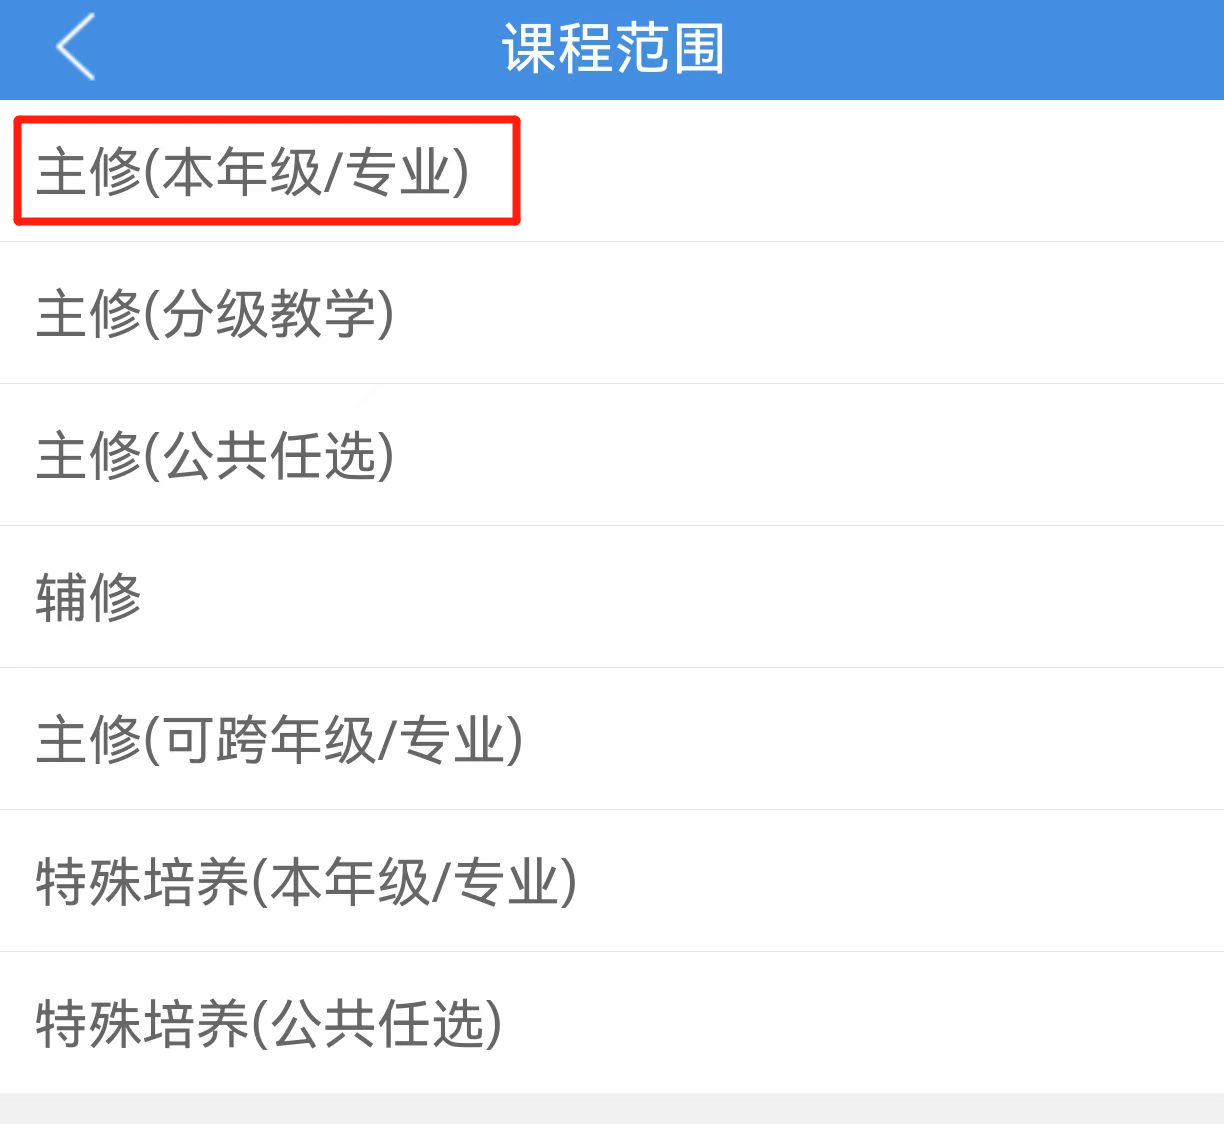 课程范围
主修(本年级/专业)
主修(分级教学)
主修(公共任选)
辅修
主修(可跨年级/专业)
特殊培养(本年级/专业)
特殊培养(公共任选)